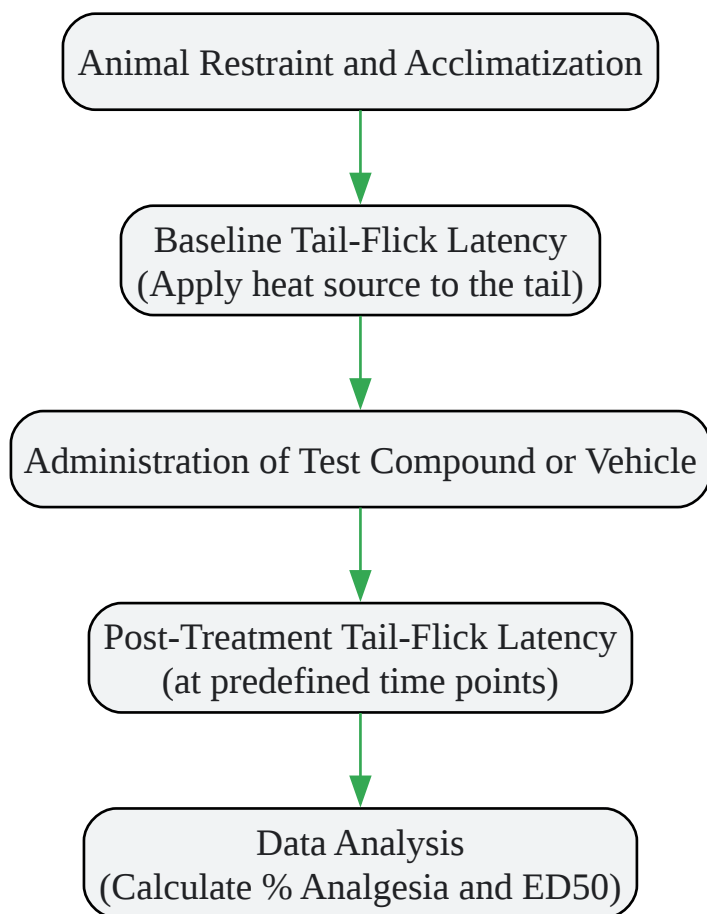 Animal Restraint and Acclimatization
Baseline Tail-Flick Latency
(Apply heat source to the tail)
Administration of Test Compound or Vehicle
Post-Treatment Tail-Flick Latency
(at predefined time points)
Data Analysis
(Calculate % Analgesia and ED50)